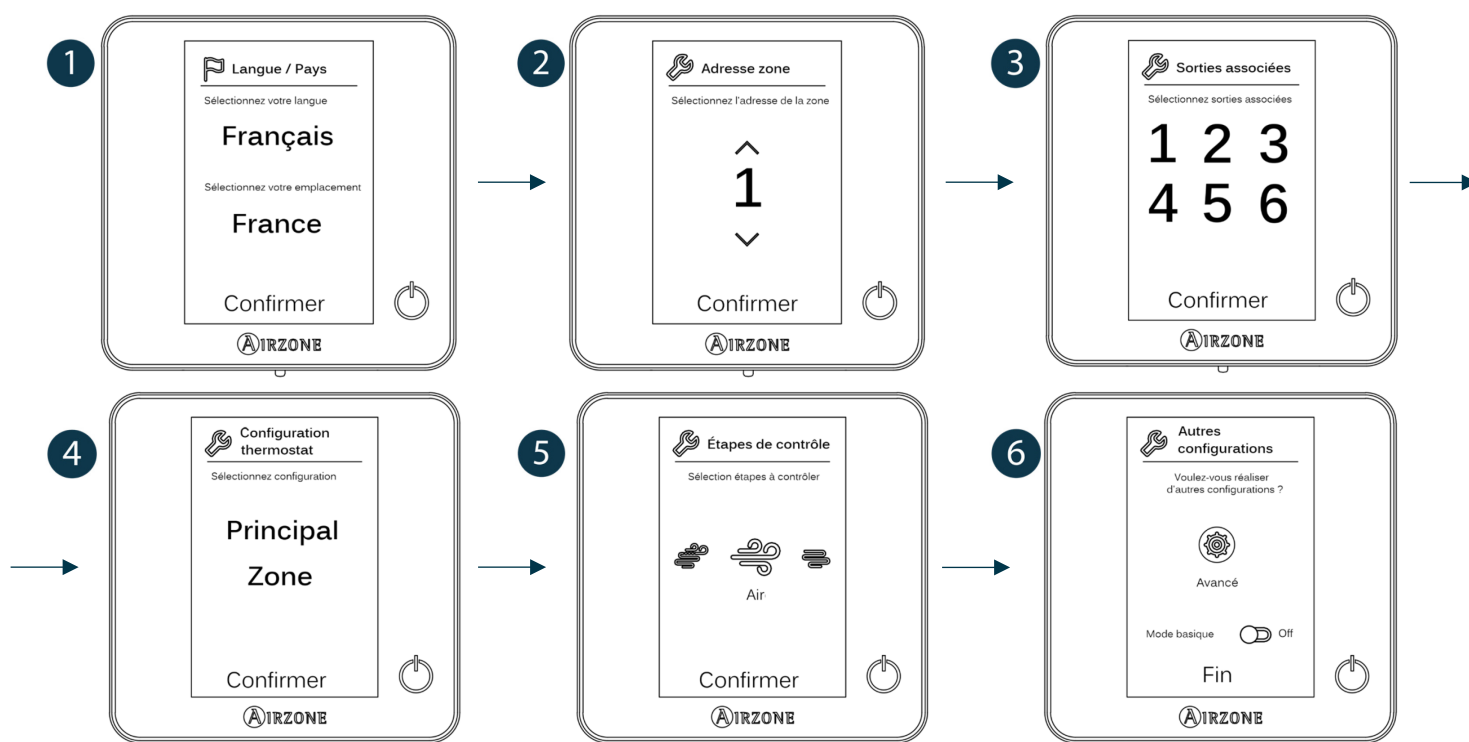 1
Langue / Pays
Sélectionnez votre langue
Français
Sélectionnez votre emplacement
France
Confirmer
AIRZONE
2
Adresse zone
Sélectionnez l'adresse de la zone
1
Confirmer
AIRZONE
3
Sorties associées
Sélectionnez sorties associées
1 2 3
4 5 6
Confirmer
AIRZONE
4
Configuration
thermostat
Sélectionnez configuration
Principal
Zone
Confirmer
AIRZONE
5
Étapes de contrôle
Sélection étapes à contrôler
Air
Confirmer
AIRZONE
6
Autres
configurations
Voulez-vous réaliser
d'autres configurations ?
Avancé
Mode basique Off
Fin
AIRZONE